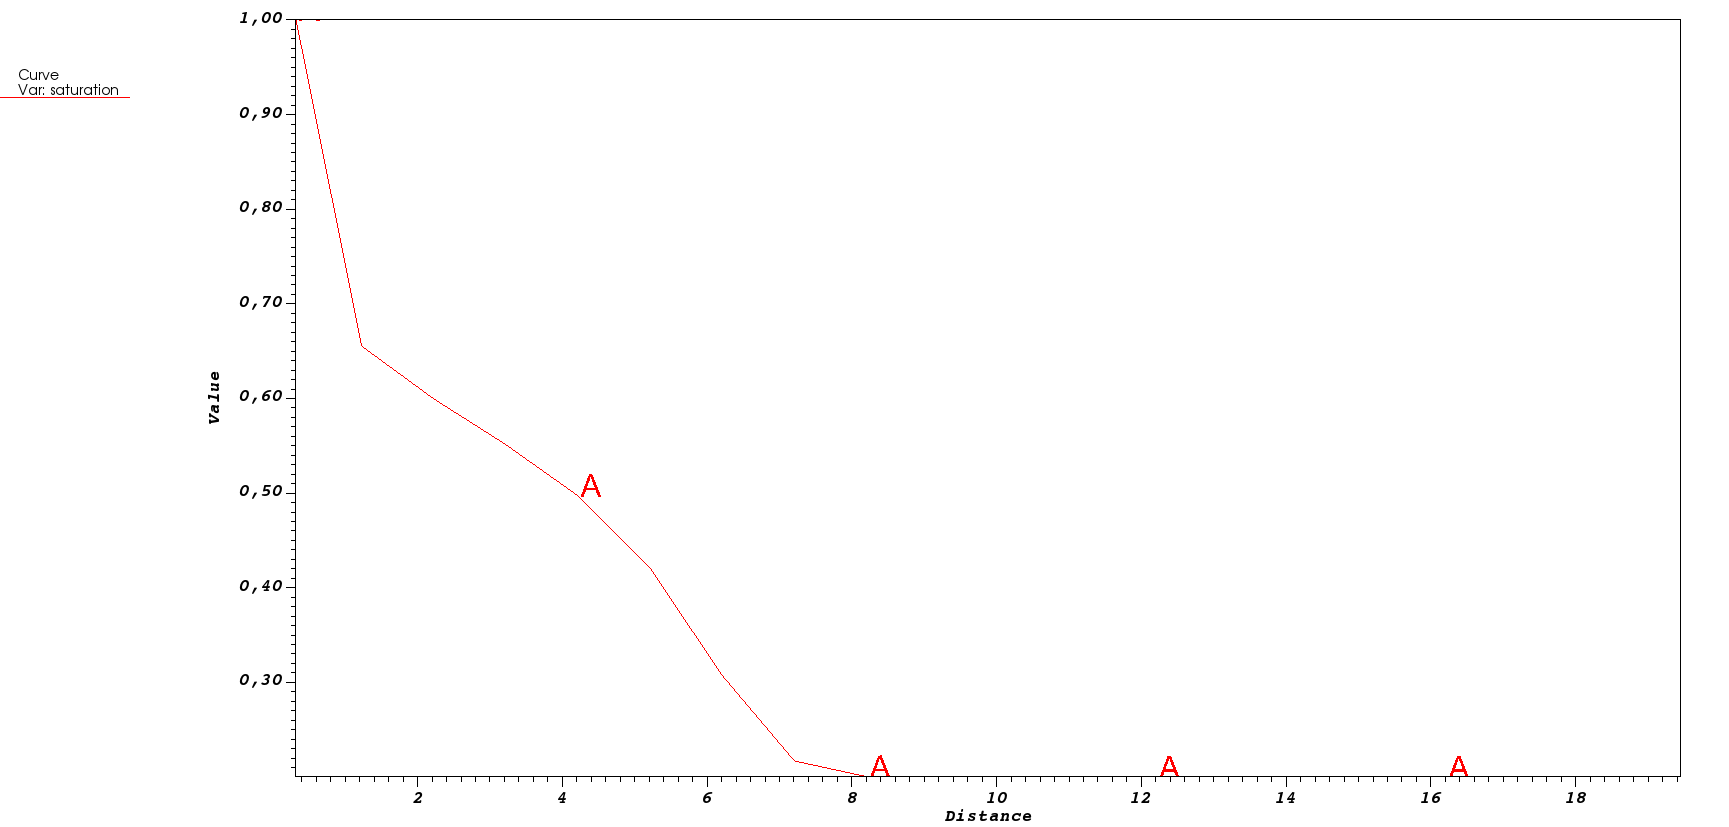 Curve
Var: saturation
1,00
0,90
0,80
0,70
0,60
0,50
0,40
0,30
Value
A
A
A
A
2 4 6 8 10 12 14 16 18
Distance